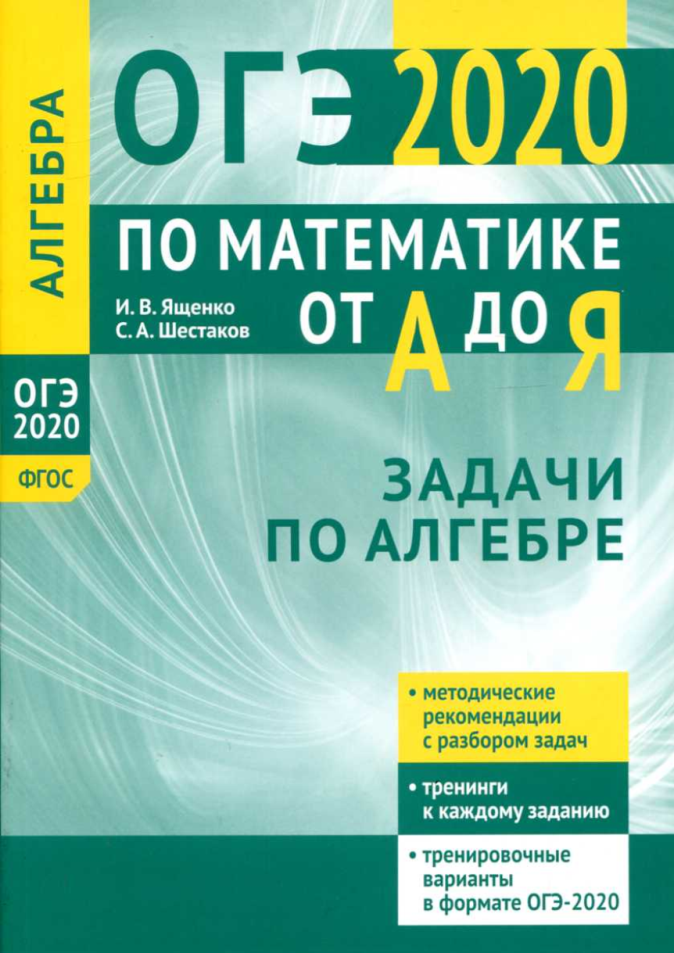 АЛГЕБРА
ОГЭ 2020
ПО МАТЕМАТИКЕ
И. В. Ященко
С. А. Шестаков
ОТ А ДО Я
ОГЭ
2020
ФГОС
ЗАДАЧИ
ПО АЛГЕБРЕ
• методические
рекомендации
с разбором задач
• тренинги
к каждому заданию
• тренировочные
варианты
в формате ОГЭ-2020